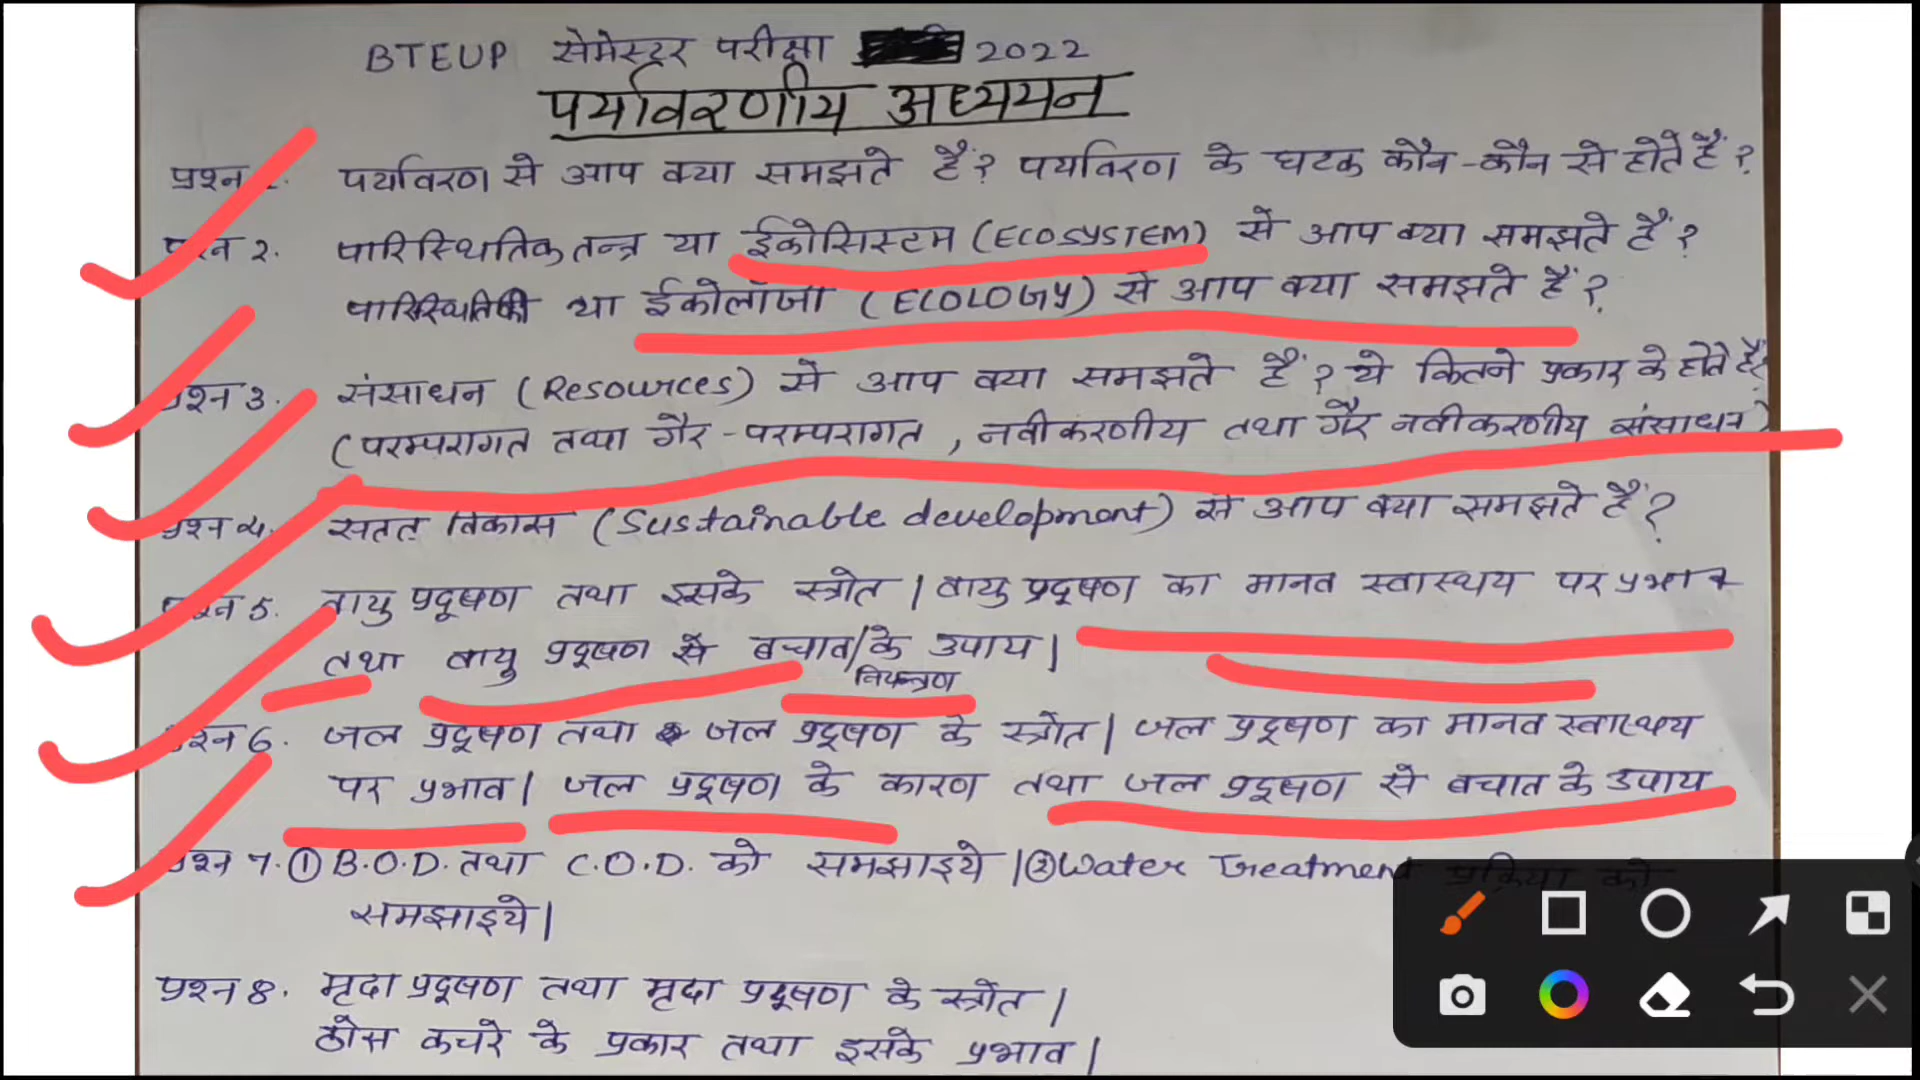 BTEUP सेमेस्टर परीक्षा 2022
पर्यावरणीय अध्ययन
प्रश्न 1. पर्यावरण से आप क्या समझते हैं? पर्यावरण के घटक कौन-कौन से होते हैं?
प्रश्न 2. पारिस्थितिक तन्त्र या ईकोसिस्टम (ECOSYSTEM) से आप क्या समझते हैं?
पारिस्थितिकी या ईकोलॉजी (ECOLOGY) से आप क्या समझते हैं?
प्रश्न 3. संसाधन (Resources) से आप क्या समझते हैं? ये कितने प्रकार के होते हैं?
(परम्परागत तथा गैर-परम्परागत, नवीकरणीय तथा गैर नवीकरणीय संसाधन)
प्रश्न 4. सतत विकास (Sustainable development) से आप क्या समझते हैं?
प्रश्न 5. वायु प्रदूषण तथा इसके स्त्रोत | वायु प्रदूषण का मानव स्वास्थय पर प्रभाव
तथा वायु प्रदूषण से बचाव/के उपाय |
नियन्त्रण
प्रश्न 6. जल प्रदूषण तथा जल प्रदूषण के स्त्रोत | जल प्रदूषण का मानव स्वास्थय
पर प्रभाव | जल प्रदूषण के कारण तथा जल प्रदूषण से बचाव के उपाय
प्रश्न 7. ① B.O.D. तथा C.O.D. को समझाइये | ② Water Treatment प्रक्रिया को
समझाइये |
प्रश्न 8. मृदा प्रदूषण तथा मृदा प्रदूषण के स्त्रोत |
ठोस कचरे के प्रकार तथा इसके प्रभाव |